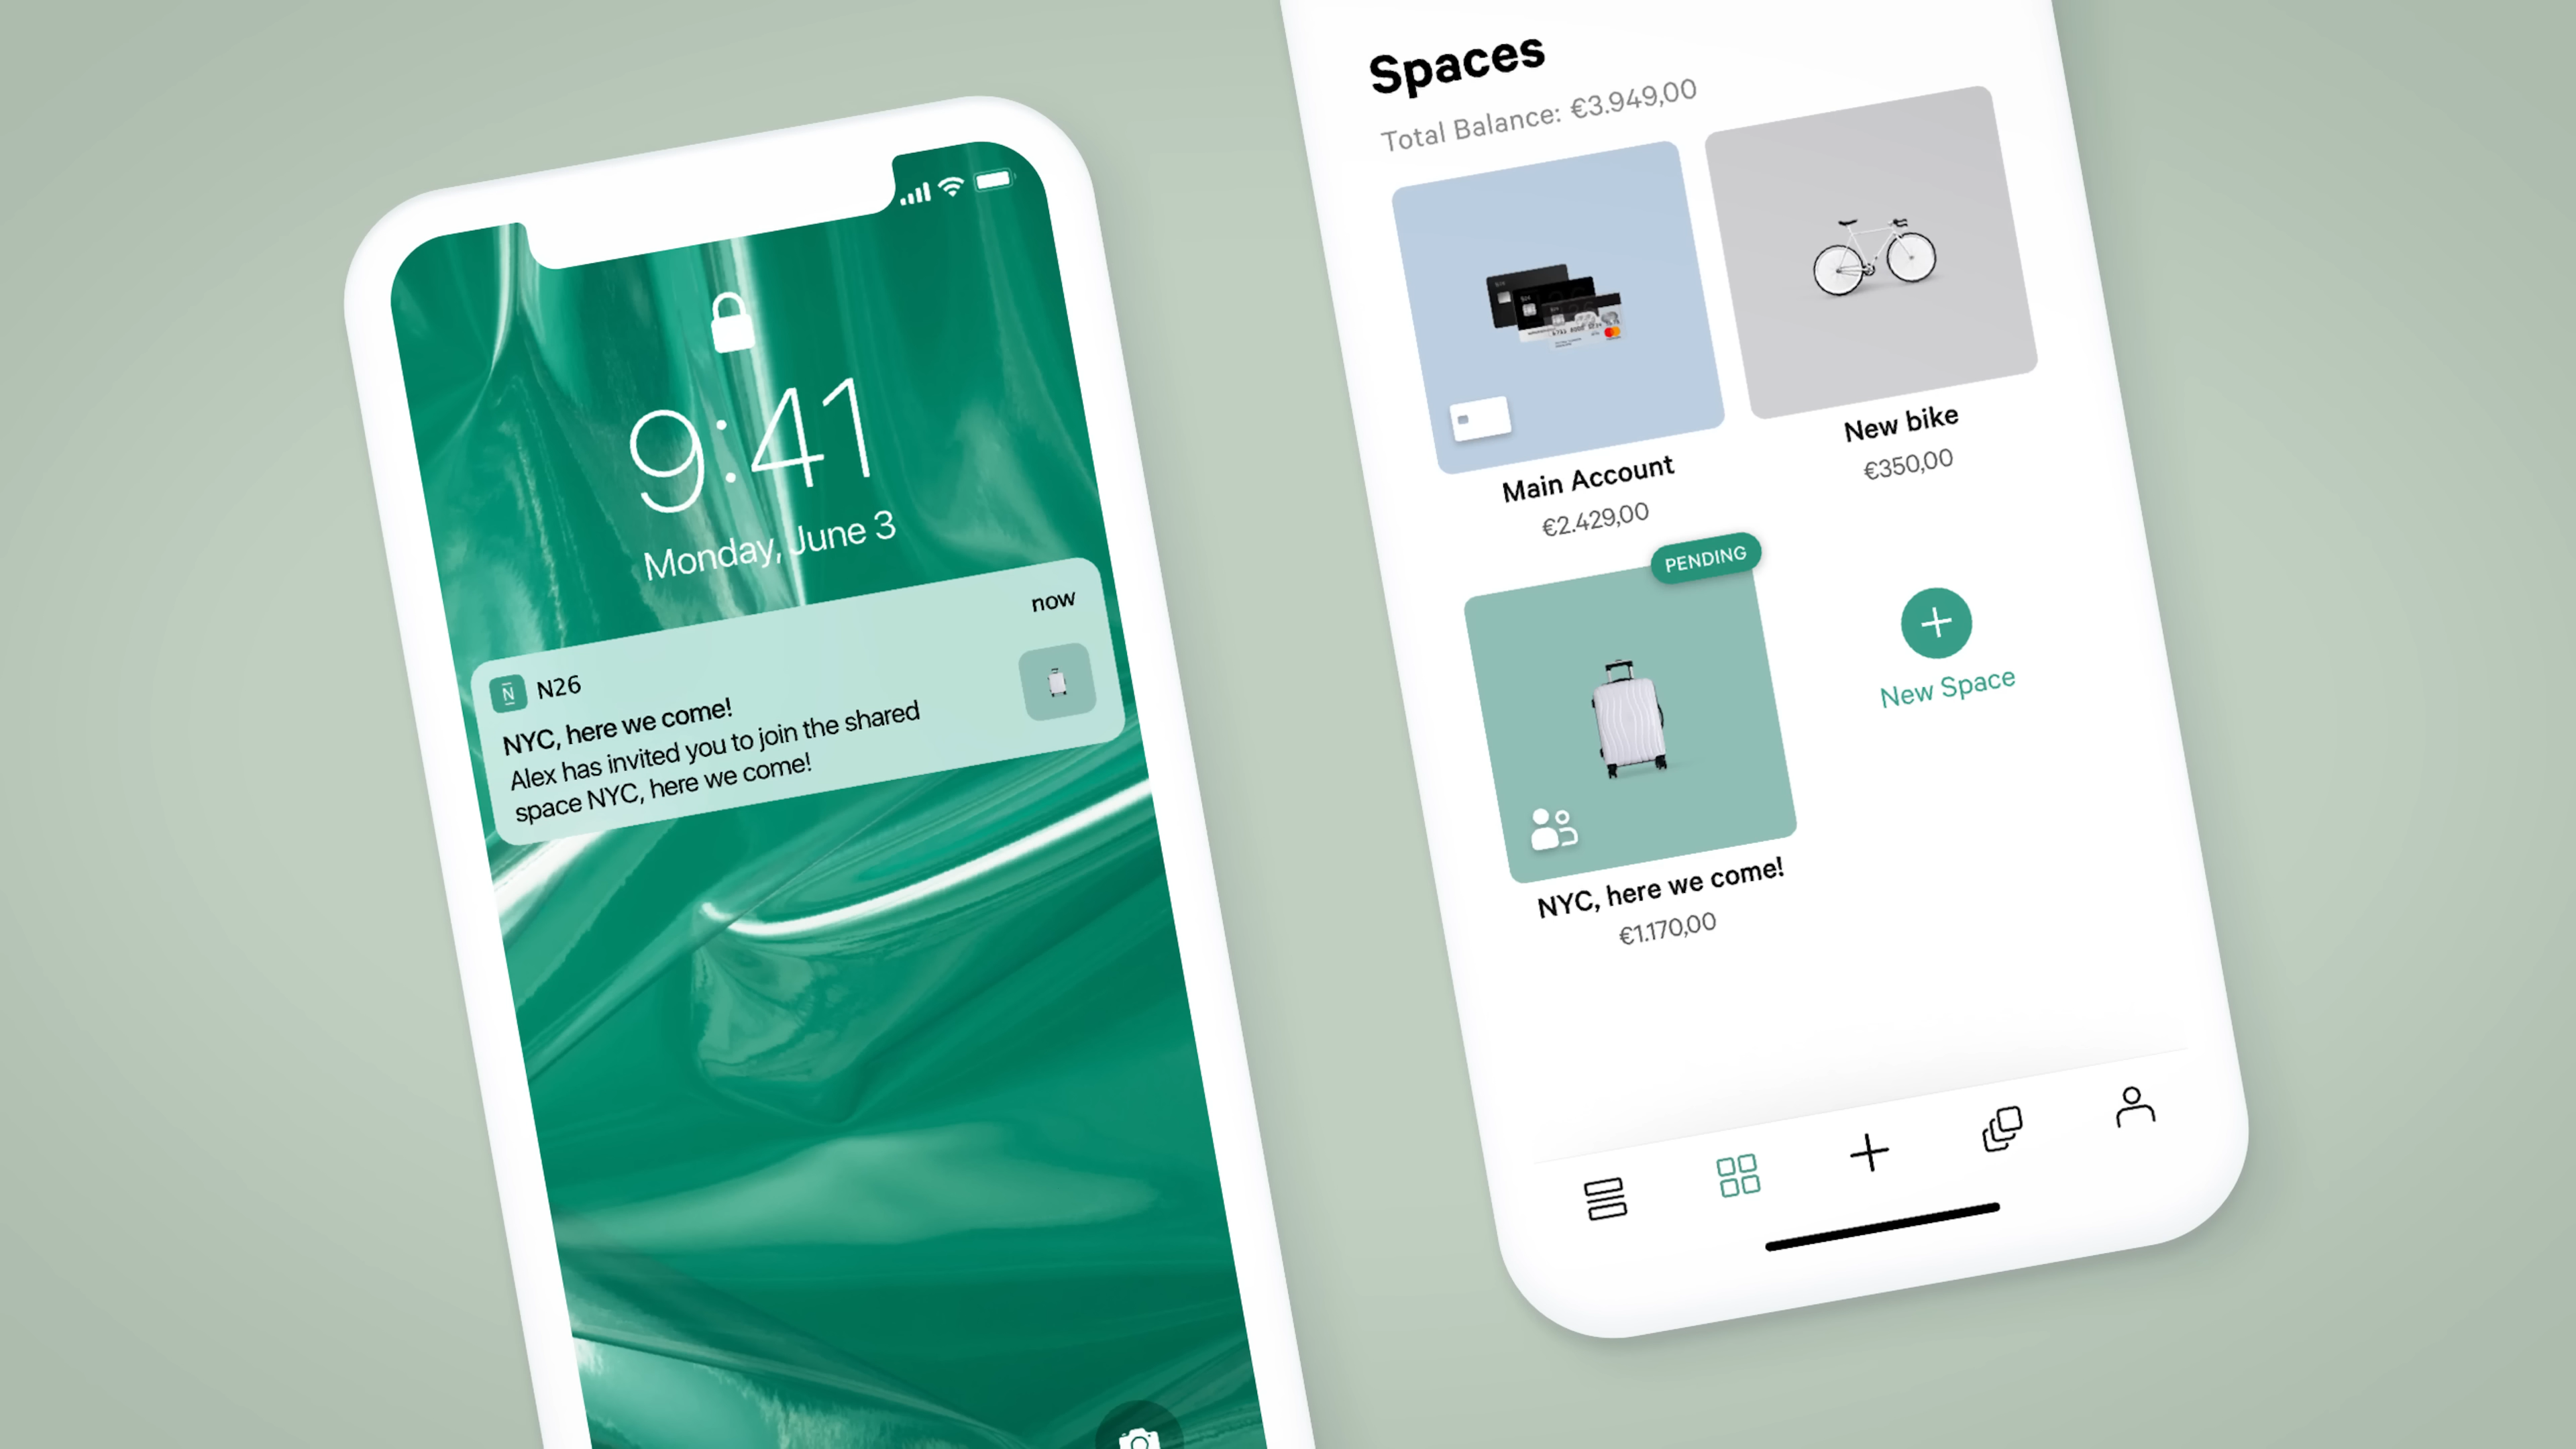 9:41
Monday, June 3
N26
now
NYC, here we come!
Alex has invited you to join the shared
space NYC, here we come!
Spaces
Total Balance: €3.949,00
Main Account
€2.429,00
New bike
€350,00
PENDING
NYC, here we come!
€1.170,00
New Space